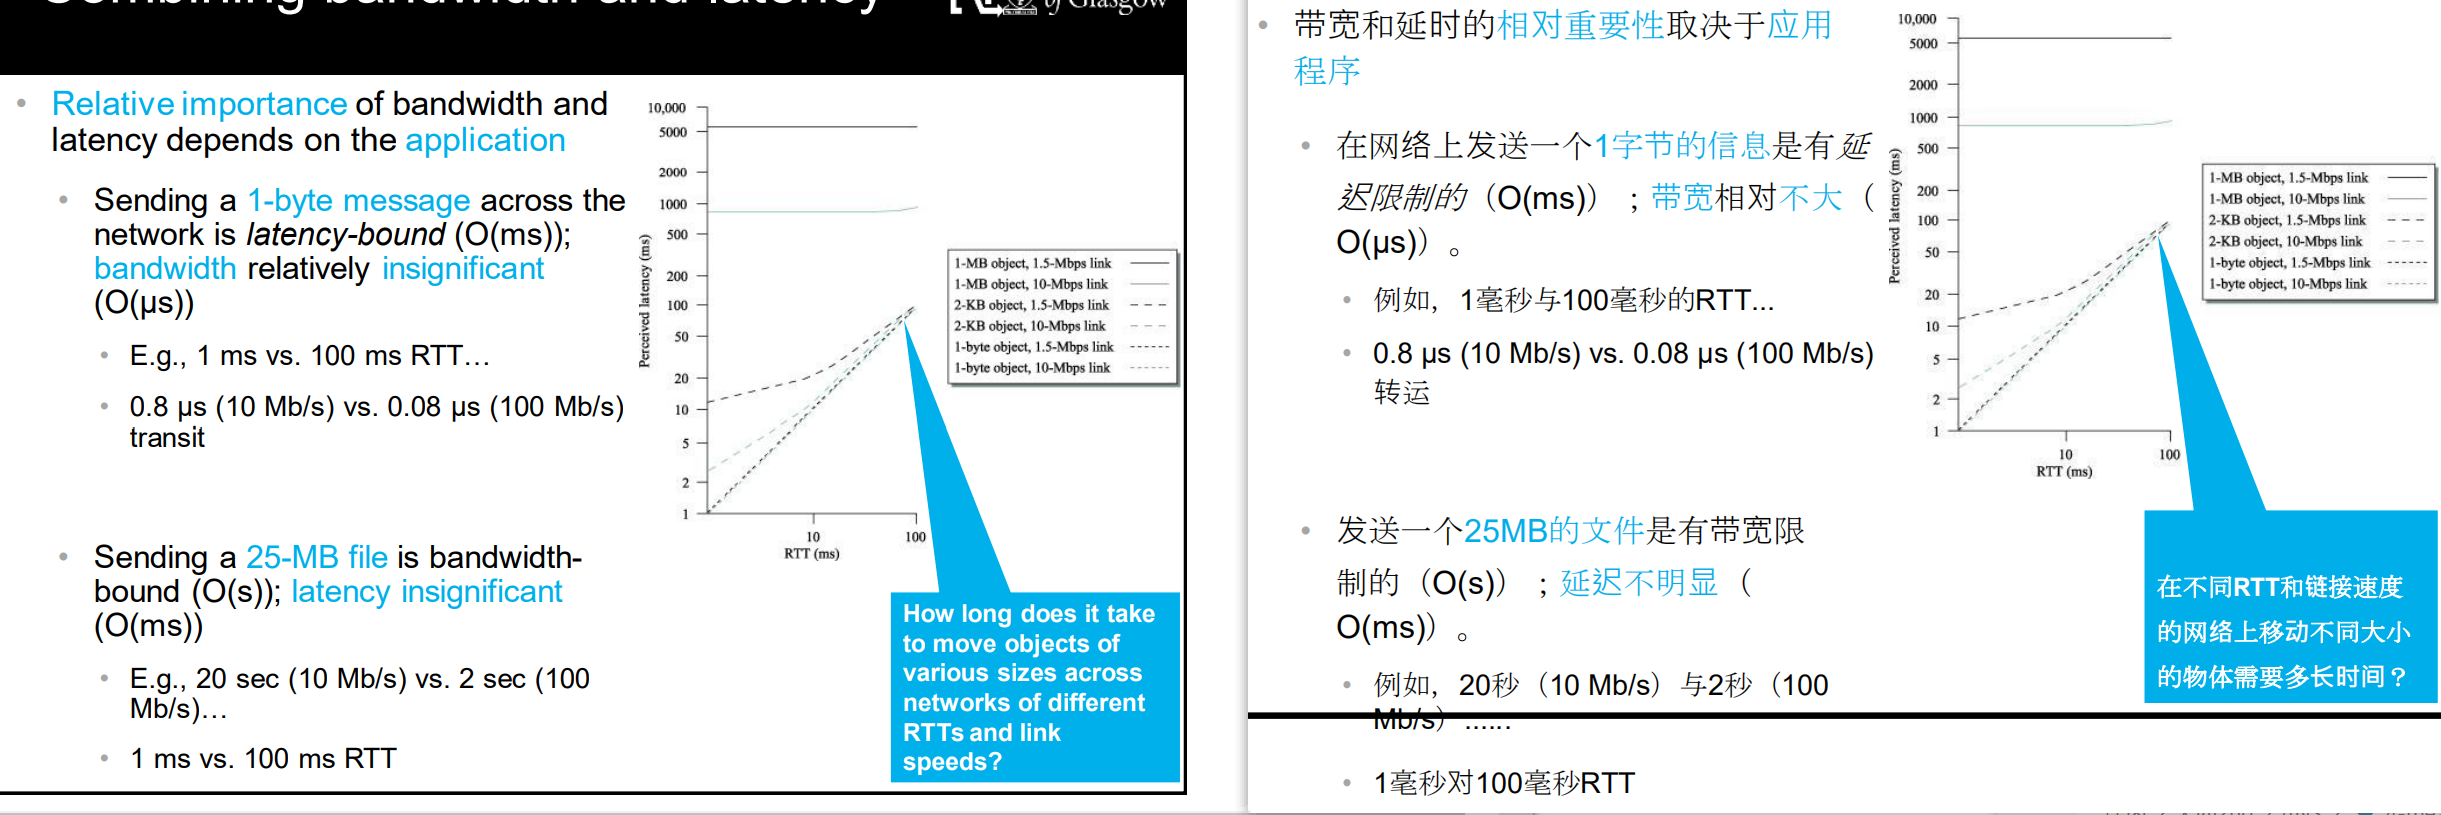 Combining bandwidth and latency
of Glasgow
• Relative importance of bandwidth and
latency depends on the application
• Sending a 1-byte message across the
network is latency-bound (O(ms));
bandwidth relatively insignificant
(O(μs))
• E.g., 1 ms vs. 100 ms RTT…
• 0.8 μs (10 Mb/s) vs. 0.08 μs (100 Mb/s)
transit
• Sending a 25-MB file is bandwidth-
bound (O(s)); latency insignificant
(O(ms))
• E.g., 20 sec (10 Mb/s) vs. 2 sec (100
Mb/s)…
• 1 ms vs. 100 ms RTT
10,000
5000
2000
1000
500
200
100
50
20
10
5
2
1
Perceived latency (ms)
10
100
RTT (ms)
1-MB object, 1.5-Mbps link
1-MB object, 10-Mbps link
2-KB object, 1.5-Mbps link
2-KB object, 10-Mbps link
1-byte object, 1.5-Mbps link
1-byte object, 10-Mbps link
How long does it take
to move objects of
various sizes across
networks of different
RTTs and link
speeds?
• 带宽和延时的相对重要性取决于应用
程序
• 在网络上发送一个1字节的信息是有延
迟限制的（O(ms)）；带宽相对不大（
O(μs)）。
• 例如，1毫秒与100毫秒的RTT...
• 0.8 μs (10 Mb/s) vs. 0.08 μs (100 Mb/s)
转运
• 发送一个25MB的文件是有带宽限
制的（O(s)）；延迟不明显（
O(ms)）。
• 例如，20秒（10 Mb/s）与2秒（100
Mb/s）......
• 1毫秒对100毫秒RTT
10,000
5000
2000
1000
500
200
100
50
20
10
5
2
1
Perceived latency (ms)
10
100
RTT (ms)
1-MB object, 1.5-Mbps link
1-MB object, 10-Mbps link
2-KB object, 1.5-Mbps link
2-KB object, 10-Mbps link
1-byte object, 1.5-Mbps link
1-byte object, 10-Mbps link
在不同RTT和链接速度
的网络上移动不同大小
的物体需要多长时间？